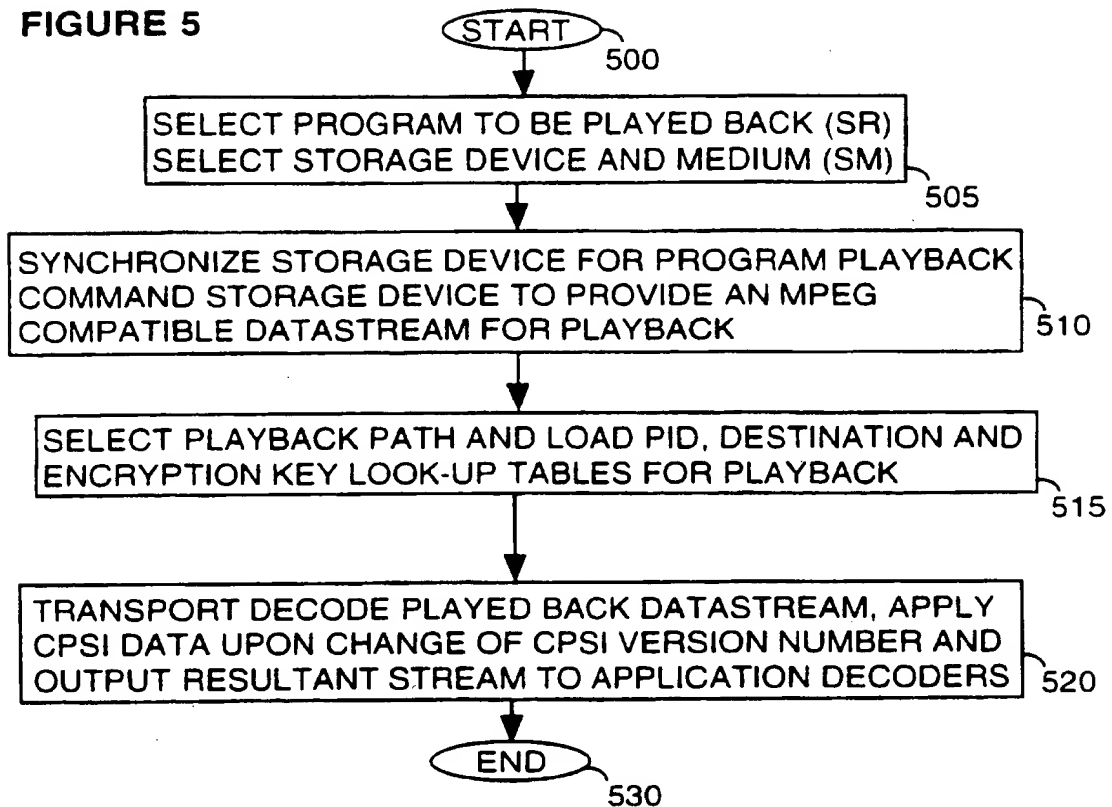 FIGURE 5
START
500
SELECT PROGRAM TO BE PLAYED BACK (SR)
SELECT STORAGE DEVICE AND MEDIUM (SM)
505
SYNCHRONIZE STORAGE DEVICE FOR PROGRAM PLAYBACK
COMMAND STORAGE DEVICE TO PROVIDE AN MPEG
COMPATIBLE DATASTREAM FOR PLAYBACK
510
SELECT PLAYBACK PATH AND LOAD PID, DESTINATION AND
ENCRYPTION KEY LOOK-UP TABLES FOR PLAYBACK
515
TRANSPORT DECODE PLAYED BACK DATASTREAM, APPLY
CPSI DATA UPON CHANGE OF CPSI VERSION NUMBER AND
OUTPUT RESULTANT STREAM TO APPLICATION DECODERS
520
END
530